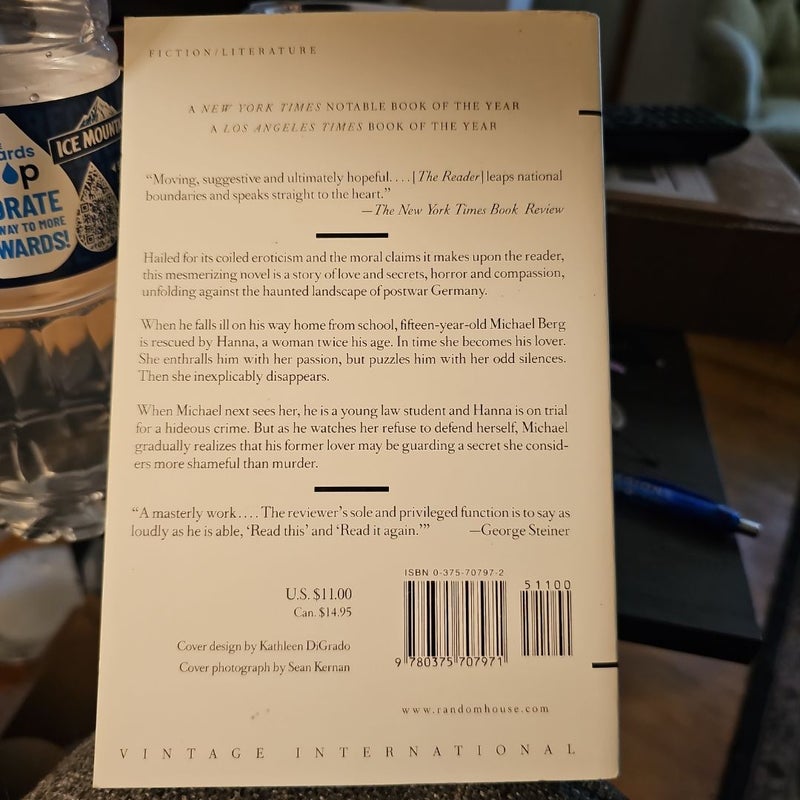 FICTION/LITERATURE
A NEW YORK TIMES NOTABLE BOOK OF THE YEAR
A LOS ANGELES TIMES BOOK OF THE YEAR
“Moving, suggestive and ultimately hopeful. . . . [The Reader] leaps national
boundaries and speaks straight to the heart.”
—The New York Times Book Review
Hailed for its coiled eroticism and the moral claims it makes upon the reader,
this mesmerizing novel is a story of love and secrets, horror and compassion,
unfolding against the haunted landscape of postwar Germany.
When he falls ill on his way home from school, fifteen-year-old Michael Berg
is rescued by Hanna, a woman twice his age. In time she becomes his lover.
She enthralls him with her passion, but puzzles him with her odd silences.
Then she inexplicably disappears.
When Michael next sees her, he is a young law student and Hanna is on trial
for a hideous crime. But as he watches her refuse to defend herself, Michael
gradually realizes that his former lover may be guarding a secret she consid-
ers more shameful than murder.
“A masterly work. . . . The reviewer’s sole and privileged function is to say as
loudly as he is able, ‘Read this’ and ‘Read it again.’” —George Steiner
ISBN 0-375-70797-2
51100
U.S. $11.00
Can. $14.95
Cover design by Kathleen DiGrado
Cover photograph by Sean Kernan
9 780375 707971
www.randomhouse.com
VINTAGE INTERNATIONAL
ICE MOUNT
WAY TO MORE